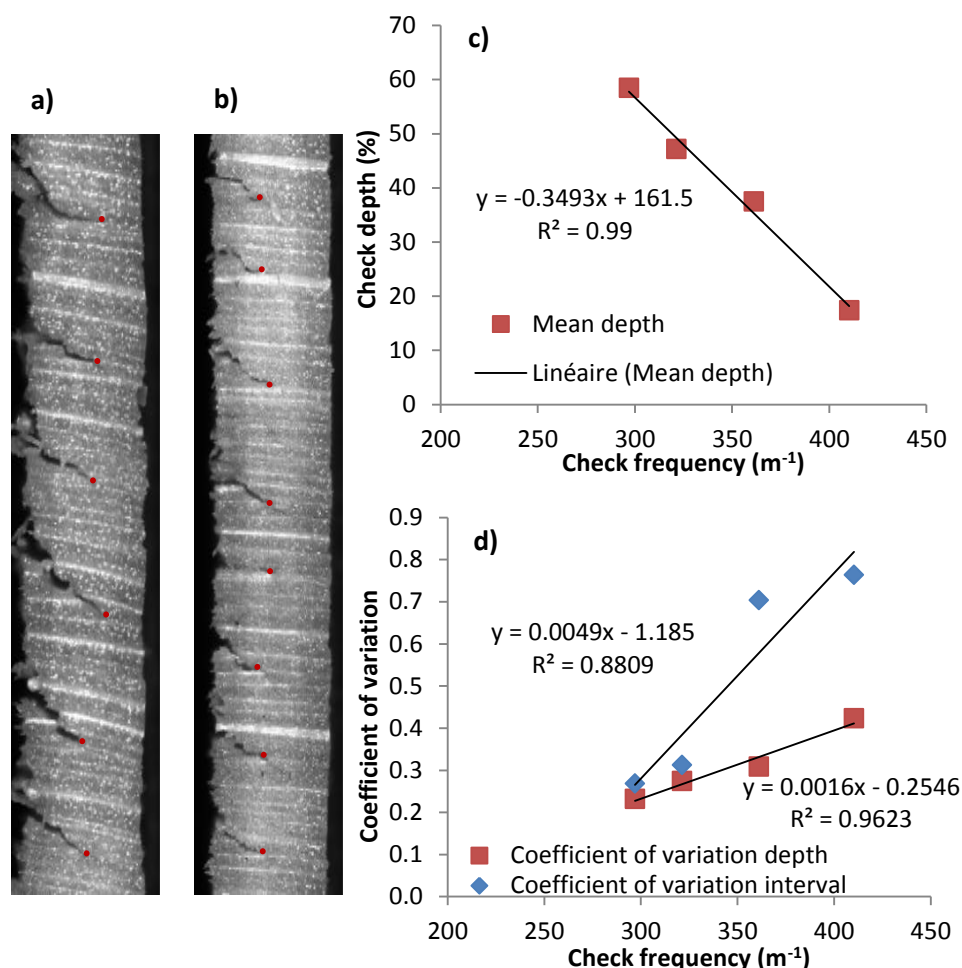 a)
b)
c)
Check depth (%)
70
60
50
40
30
20
10
0
y = -0.3493x + 161.5
R² = 0.99
Mean depth
Linéaire (Mean depth)
200 250 300 350 400 450
Check frequency (m⁻¹)
d)
Coefficient of variation
0.9
0.8
0.7
0.6
0.5
0.4
0.3
0.2
0.1
0.0
y = 0.0049x - 1.185
R² = 0.8809
y = 0.0016x - 0.2546
R² = 0.9623
Coefficient of variation depth
Coefficient of variation interval
200 250 300 350 400 450
Check frequency (m⁻¹)